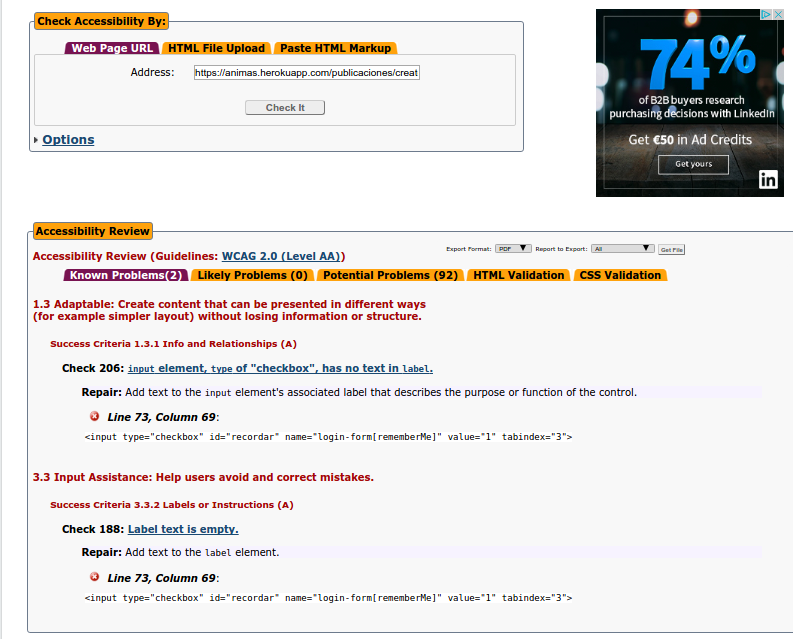 Check Accessibility By:
Web Page URL HTML File Upload Paste HTML Markup
Address: https://animas.herokuapp.com/publicaciones/creat
Check It
Options
74%
of B2B buyers research
purchasing decisions with LinkedIn
Get €50 in Ad Credits
Get yours
in
Accessibility Review
Accessibility Review (Guidelines: WCAG 2.0 (Level AA))
Export Format: PDF Report to Export: All Get File
Known Problems(2) Likely Problems (0) Potential Problems (92) HTML Validation CSS Validation
1.3 Adaptable: Create content that can be presented in different ways
(for example simpler layout) without losing information or structure.
Success Criteria 1.3.1 Info and Relationships (A)
Check 206: input element, type of "checkbox", has no text in label.
Repair: Add text to the input element's associated label that describes the purpose or function of the control.
Line 73, Column 69:
<input type="checkbox" id="recordar" name="login-form[rememberMe]" value="1" tabindex="3">
3.3 Input Assistance: Help users avoid and correct mistakes.
Success Criteria 3.3.2 Labels or Instructions (A)
Check 188: Label text is empty.
Repair: Add text to the label element.
Line 73, Column 69:
<input type="checkbox" id="recordar" name="login-form[rememberMe]" value="1" tabindex="3">